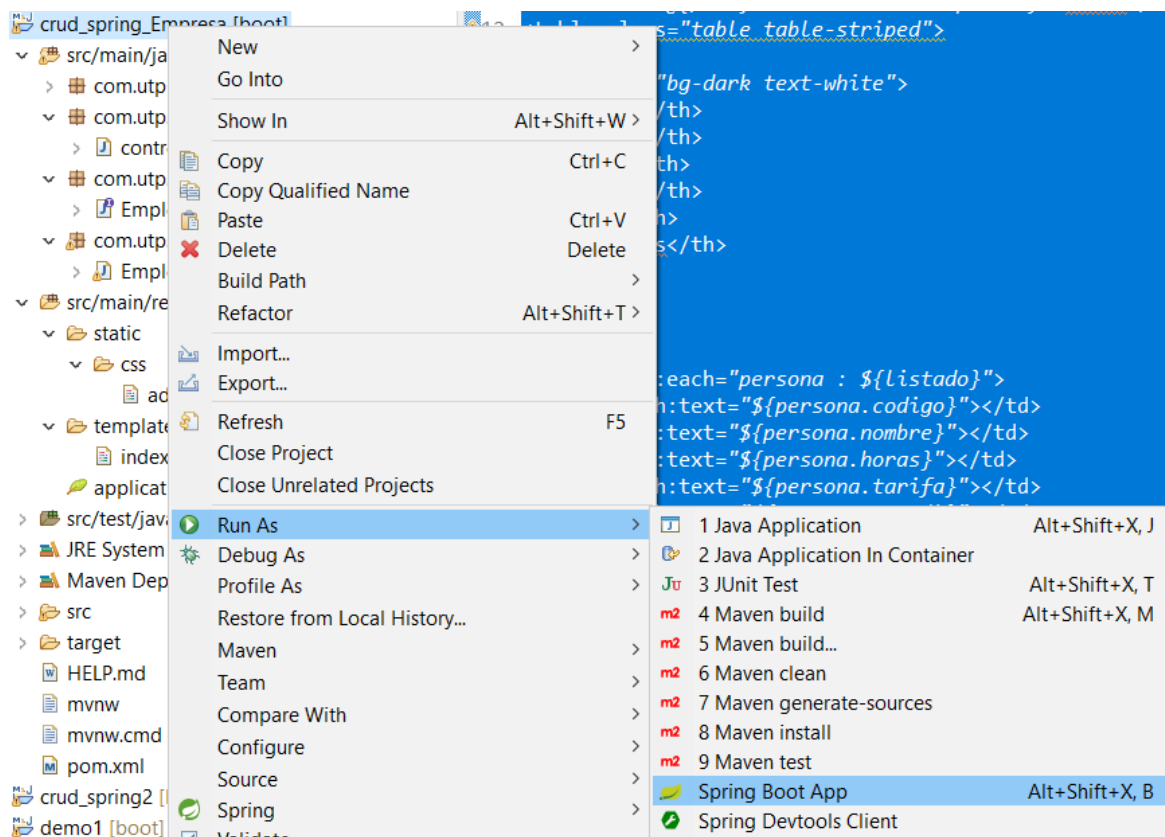 crud_spring_Empresa [boot]
src/main/ja
com.utp
com.utp
contr
com.utp
Empl
com.utp
Empl
src/main/re
static
css
ad
template
index
applicat
src/test/java
JRE System
Maven Dep
src
target
HELP.md
mvnw
mvnw.cmd
pom.xml
crud_spring2 [
demo1 [boot]
New
Go Into
Show In Alt+Shift+W
Copy Ctrl+C
Copy Qualified Name
Paste Ctrl+V
Delete Delete
Build Path
Refactor Alt+Shift+T
Import...
Export...
Refresh F5
Close Project
Close Unrelated Projects
Run As
Debug As
Profile As
Restore from Local History...
Maven
Team
Compare With
Configure
Source
Spring
Validate
s="table table-striped">
"bg-dark text-white">
/th>
/th>
th>
/th>
h>
s</th>
:each="persona : ${listado}">
h:text="${persona.codigo}"></td>
:text="${persona.nombre}"></td>
:text="${persona.horas}"></td>
h:text="${persona.tarifa}"></td>
1 Java Application Alt+Shift+X, J
2 Java Application In Container
3 JUnit Test Alt+Shift+X, T
4 Maven build Alt+Shift+X, M
5 Maven build...
6 Maven clean
7 Maven generate-sources
8 Maven install
9 Maven test
Spring Boot App Alt+Shift+X, B
Spring Devtools Client